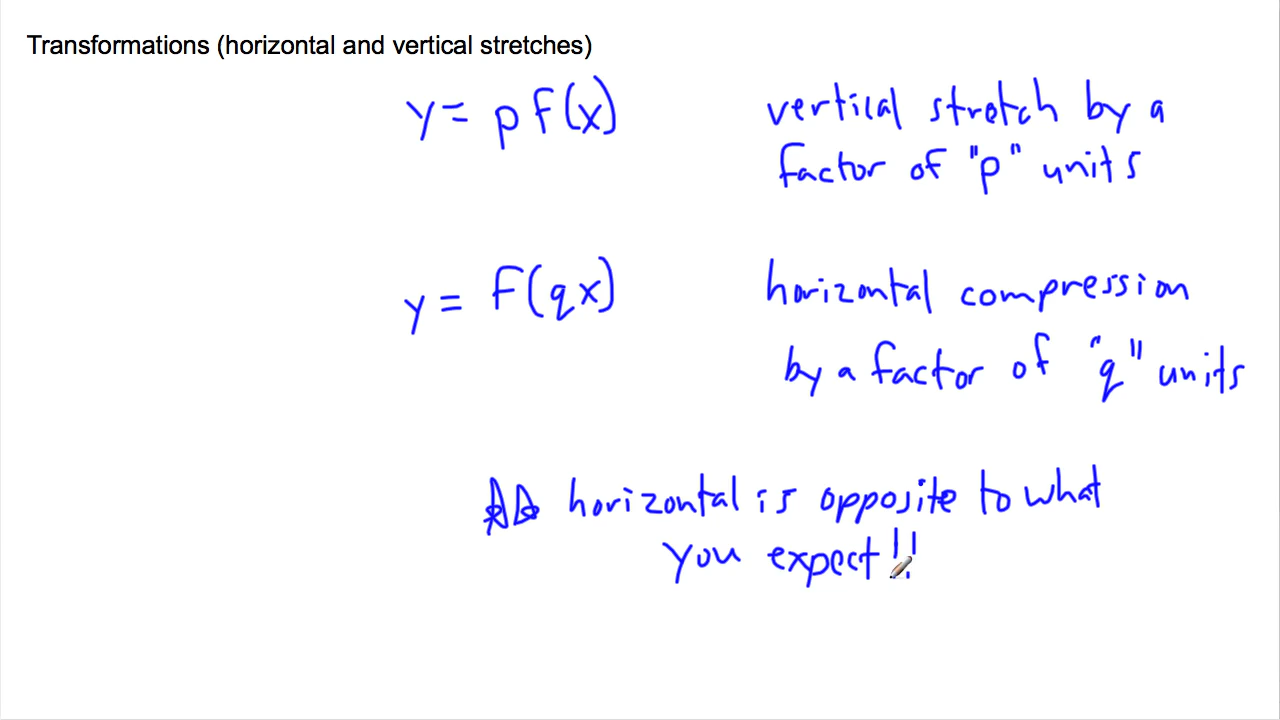 Transformations (horizontal and vertical stretches)
y = p f(x)
vertical stretch by a
factor of "p" units
y = f(qx)
horizontal compression
by a factor of "q" units
☆☆ horizontal is opposite to what
you expect!!